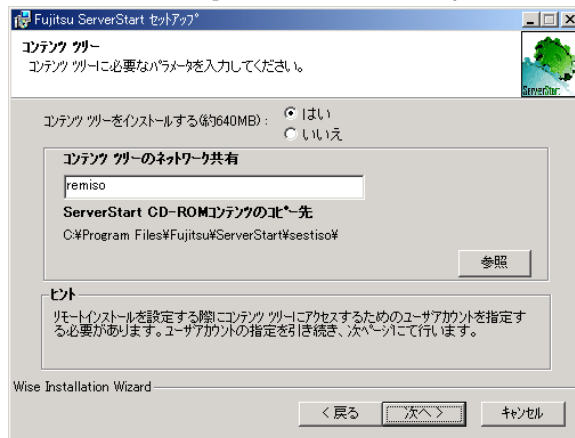 Fujitsu ServerStart セットアップ
コンテンツ ツリー
コンテンツ ツリーに必要なパラメータを入力してください。
ServerStart
コンテンツ ツリーをインストールする(約640MB):
はい
いいえ
コンテンツ ツリーのネットワーク共有
remiso
ServerStart CD-ROMコンテンツのコピー先
C:¥Program Files¥Fujitsu¥ServerStart¥sestiso¥
参照
ヒント
リモートインストールを設定する際にコンテンツ ツリーにアクセスするためのユーザアカウントを指定す
る必要があります。ユーザアカウントの指定を引き続き、次ページにて行います。
Wise Installation Wizard
< 戻る
次へ >
キャンセル